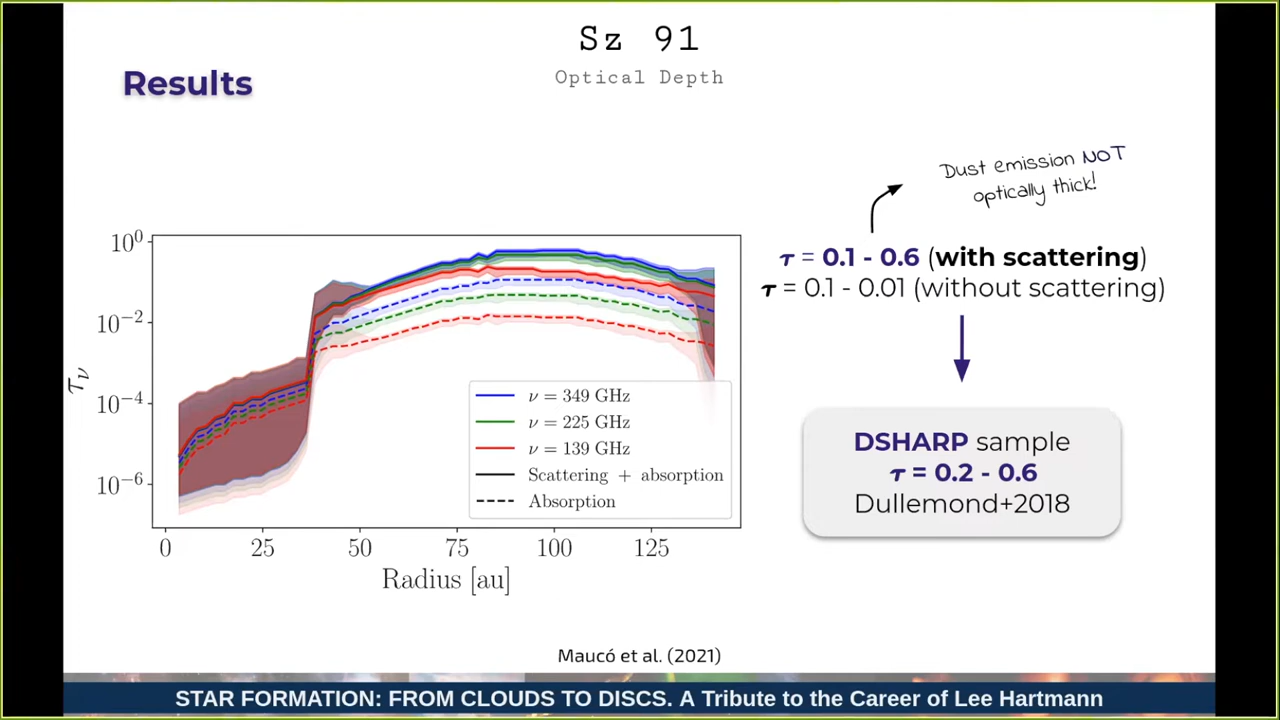 Sz 91
Optical Depth
Results
Dust emission NOT
optically thick!
τ = 0.1 - 0.6 (with scattering)
τ = 0.1 - 0.01 (without scattering)
10⁰
10⁻²
10⁻⁴
10⁻⁶
τν
ν = 349 GHz
ν = 225 GHz
ν = 139 GHz
Scattering + absorption
Absorption
0 25 50 75 100 125
Radius [au]
DSHARP sample
τ = 0.2 - 0.6
Dullemond+2018
Maucó et al. (2021)
STAR FORMATION: FROM CLOUDS TO DISCS. A Tribute to the Career of Lee Hartmann